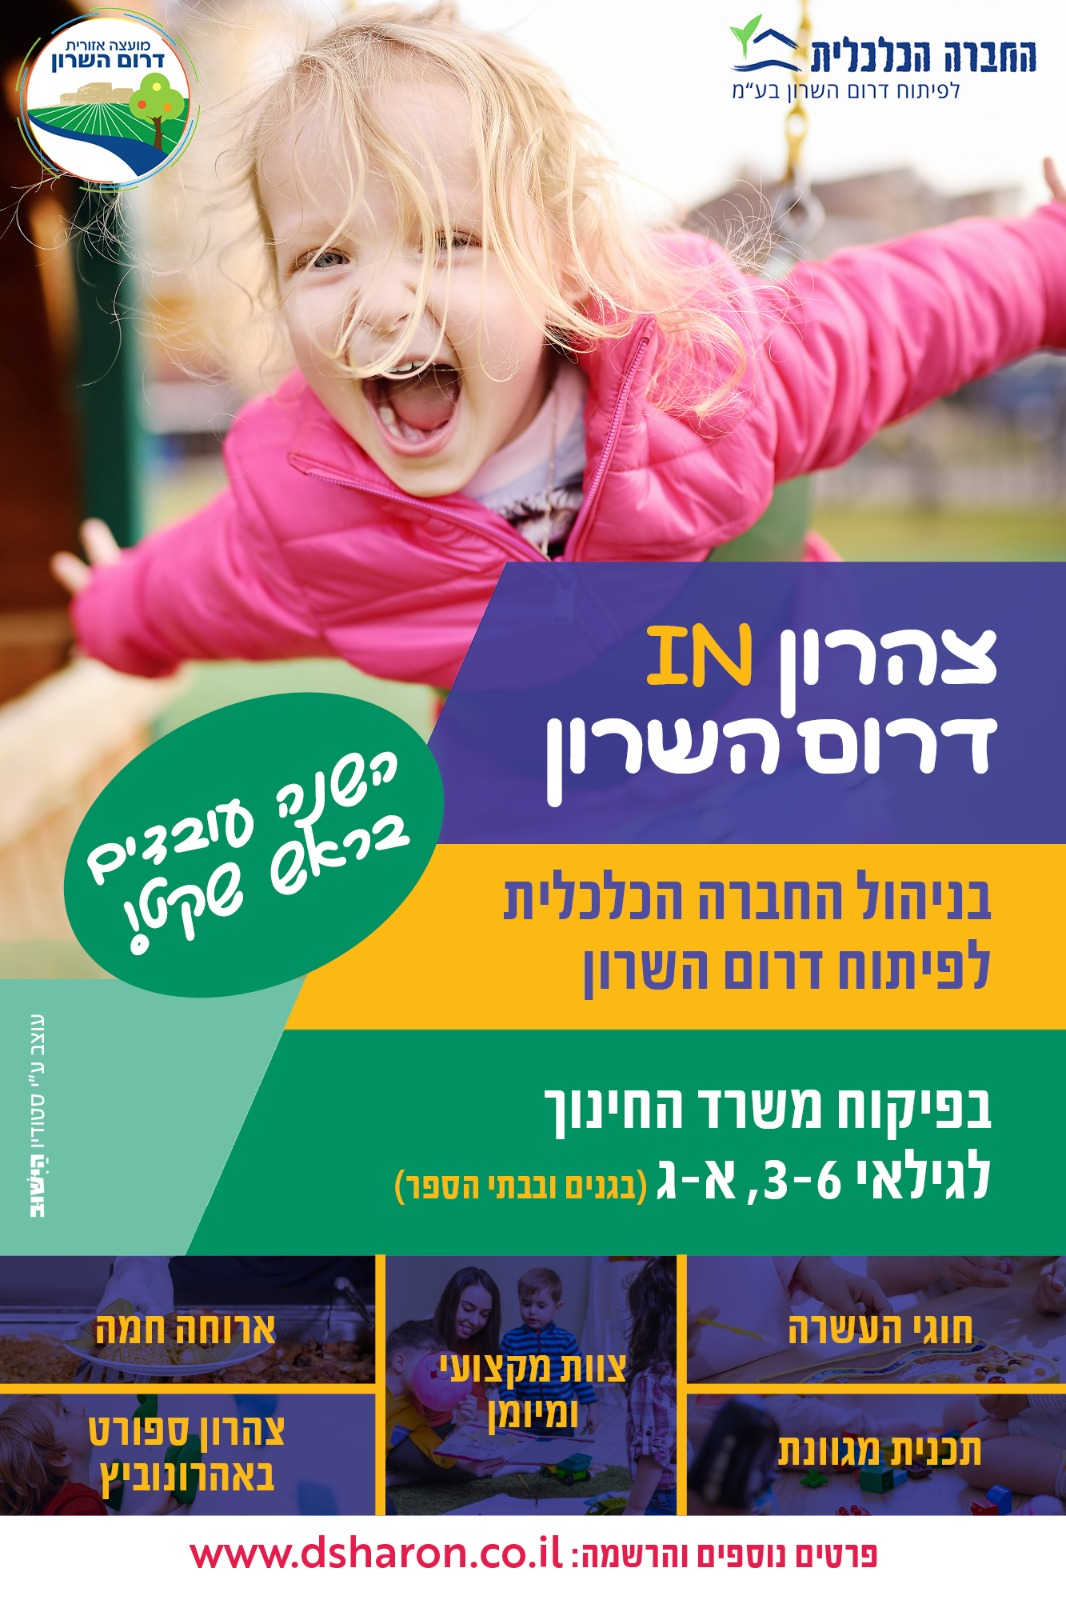 מועצה אזורית
דרום השרון
החברה הכלכלית
לפיתוח דרום השרון בע"מ
צהרון IN
דרום השרון
השנה עובדים
בראש שקט!
בניהול החברה הכלכלית
לפיתוח דרום השרון
בפיקוח משרד החינוך
לגילאי 3-6, א-ג (בגנים ובבתי הספר)
עוצב ע"י סטודיו הַיִּשּׁוּב
חוגי העשרה
צוות מקצועי
ומיומן
ארוחה חמה
תכנית מגוונת
צהרון ספורט
באהרונוביץ
פרטים נוספים והרשמה: www.dsharon.co.il